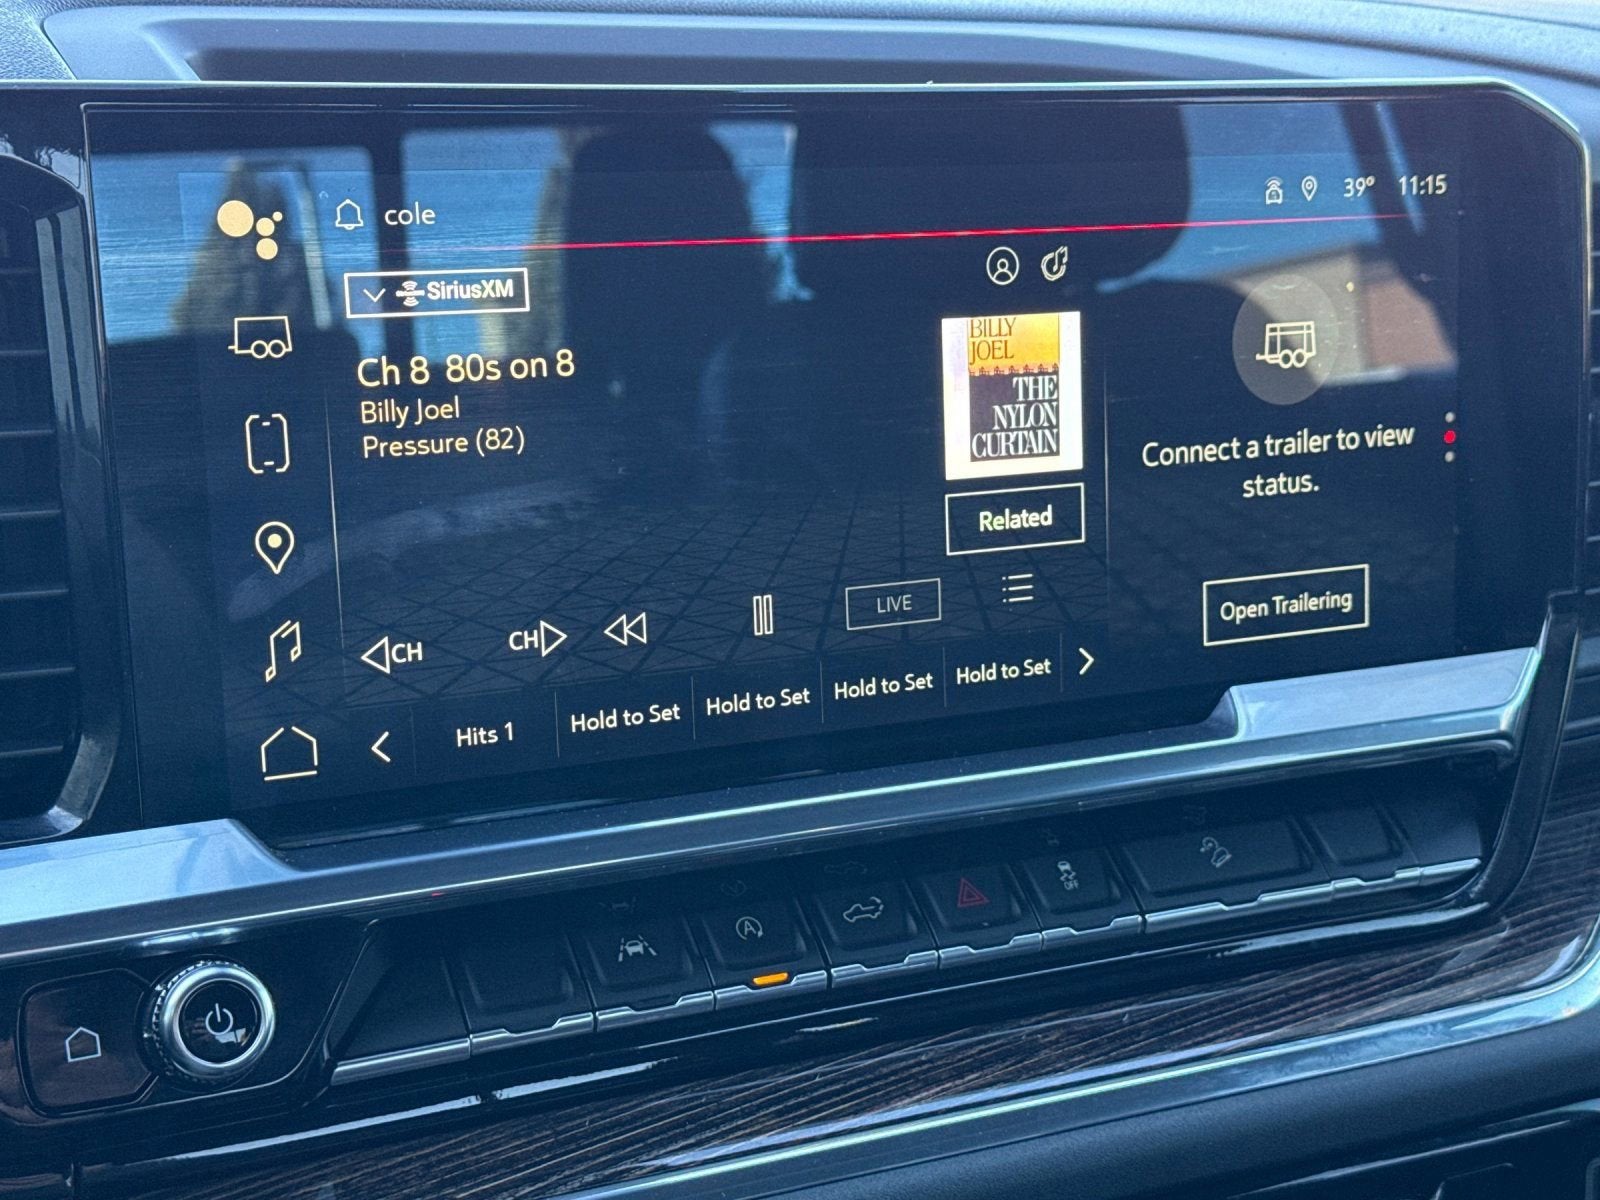 cole
39° 11:15
SiriusXM
Ch 8 80s on 8
Billy Joel
Pressure (82)
BILLY
JOEL
THE
NYLON
CURTAIN
Related
Connect a trailer to view
status.
Open Trailering
CH
CH
LIVE
Hits 1
Hold to Set
Hold to Set
Hold to Set
Hold to Set
A
OFF